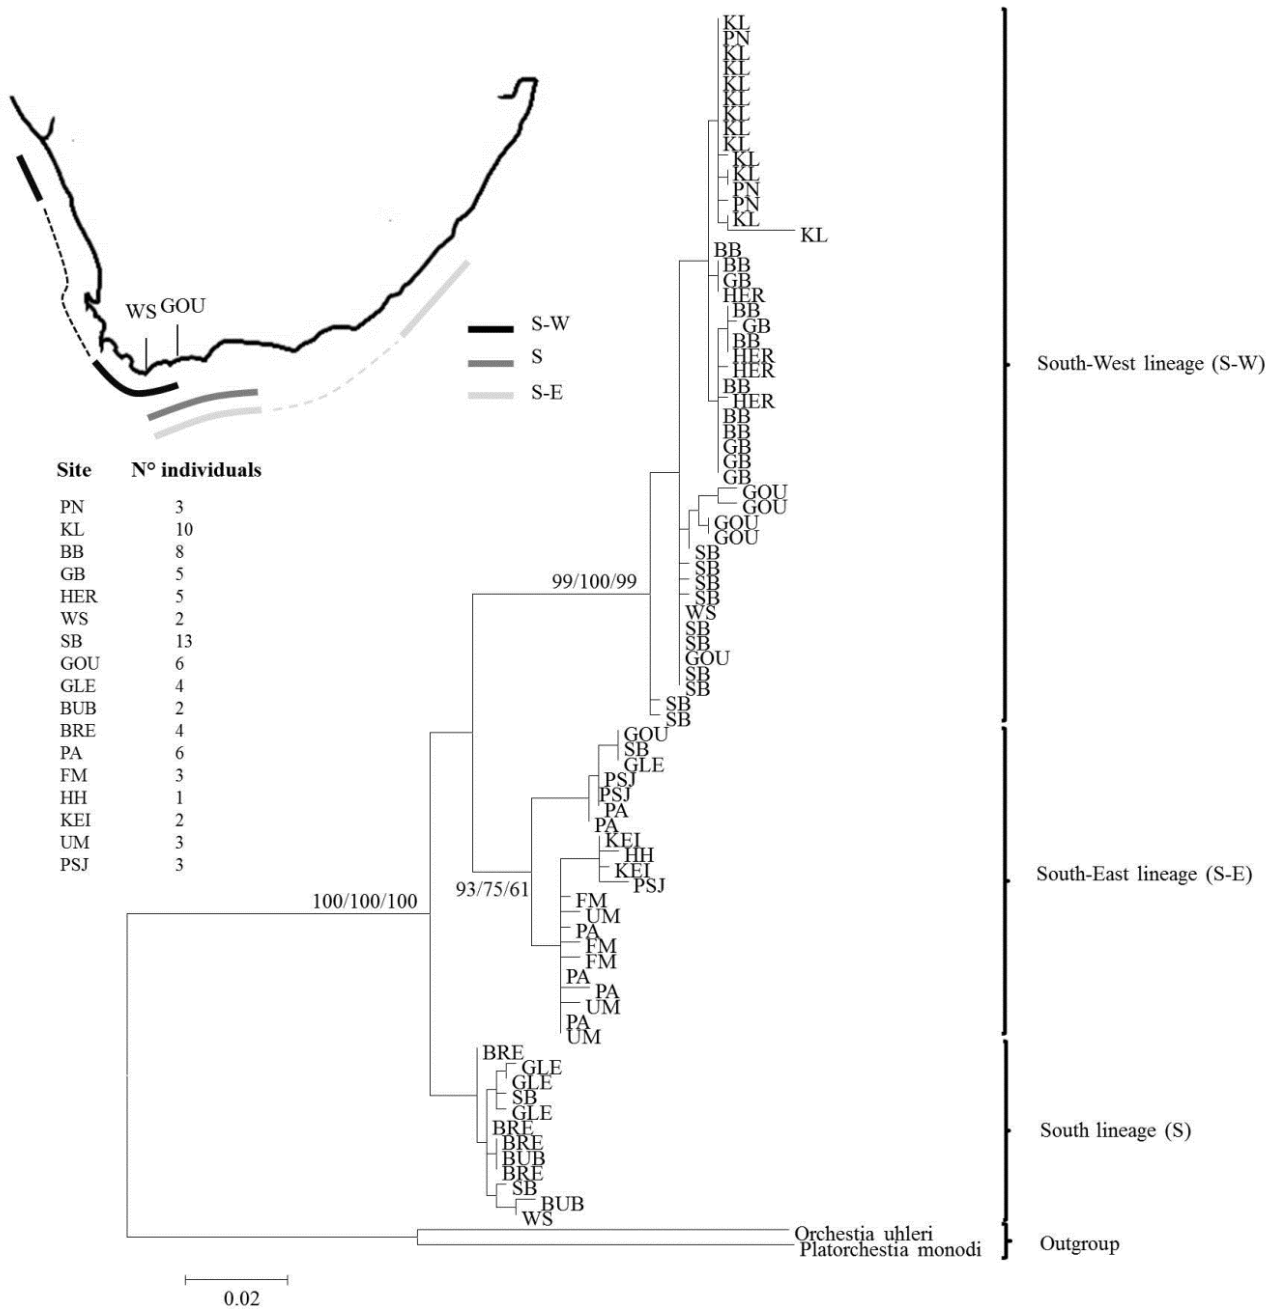 WS GOU
S-W
S
S-E
Site N° individuals
PN 3
KL 10
BB 8
GB 5
HER 5
WS 2
SB 13
GOU 6
GLE 4
BUB 2
BRE 4
PA 6
FM 3
HH 1
KEI 2
UM 3
PSJ 3
KL
PN
KL
KL
KL
KL
KL
KL
KL
KL
KL
PN
PN
KL
KL
BB
BB
GB
HER
BB
GB
BB
HER
HER
BB
HER
BB
BB
GB
GB
GB
GOU
GOU
GOU
GOU
SB
SB
SB
SB
WS
SB
SB
GOU
SB
SB
SB
SB
99/100/99
South-West lineage (S-W)
GOU
SB
GLE
PSJ
PSJ
PA
PA
KEI
HH
KEI
PSJ
FM
UM
PA
FM
FM
PA
PA
UM
PA
UM
93/75/61
100/100/100
South-East lineage (S-E)
BRE
GLE
GLE
SB
GLE
BRE
BRE
BUB
BRE
SB
BUB
WS
South lineage (S)
Orchestia uhleri
Platorchestia monodi
Outgroup
0.02